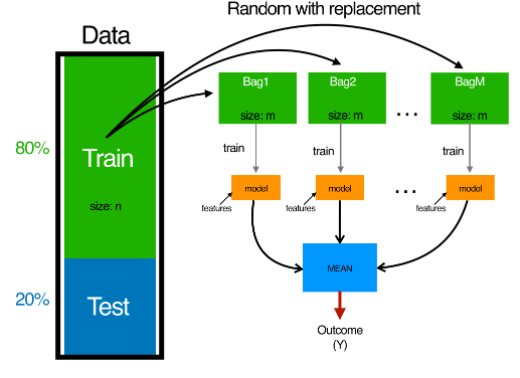 Random with replacement
Data
80%
Train
size: n
20%
Test
Bag1
size: m
Bag2
size: m
...
BagM
size: m
train
train
train
model
features
model
features
...
model
features
MEAN
Outcome
(Y)